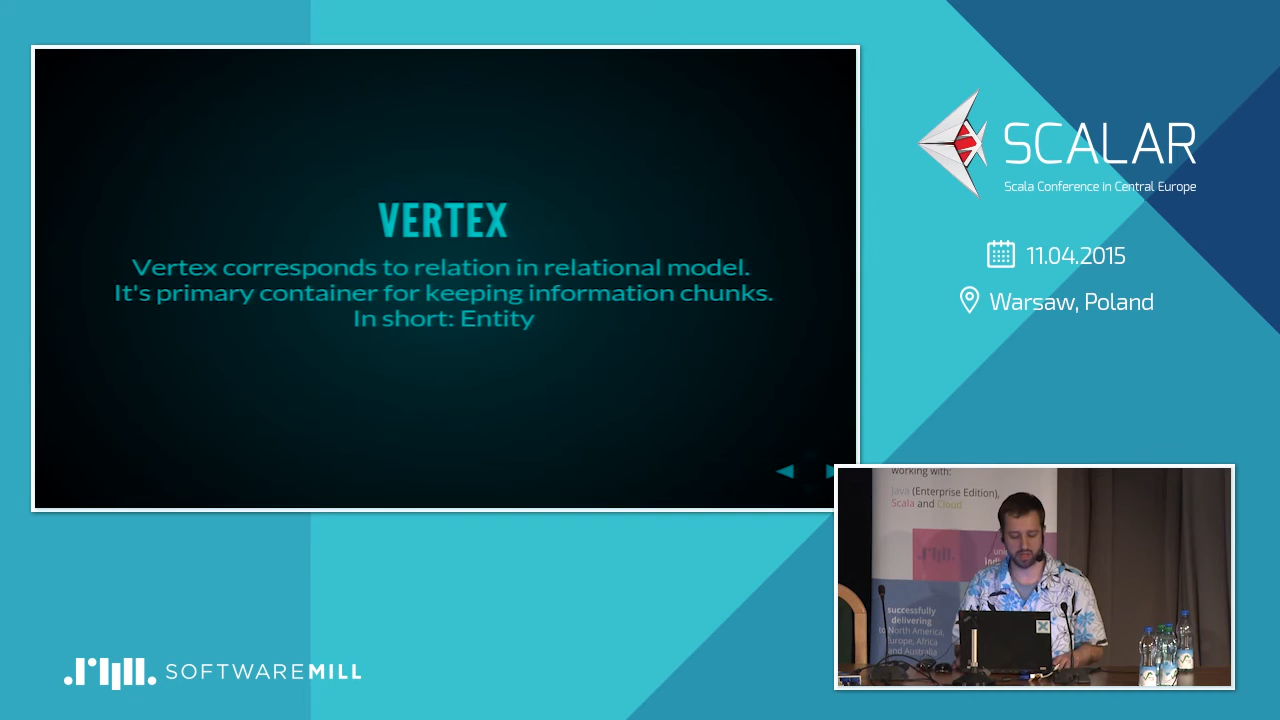 VERTEX
Vertex corresponds to relation in relational model.
It's primary container for keeping information chunks.
In short: Entity
SCALAR
Scala Conference in Central Europe
11.04.2015
Warsaw, Poland
working with:
Java (Enterprise Edition),
Scala and Cloud
successfully
delivering
to North America,
Europe, Africa
and Australia
SOFTWAREMILL